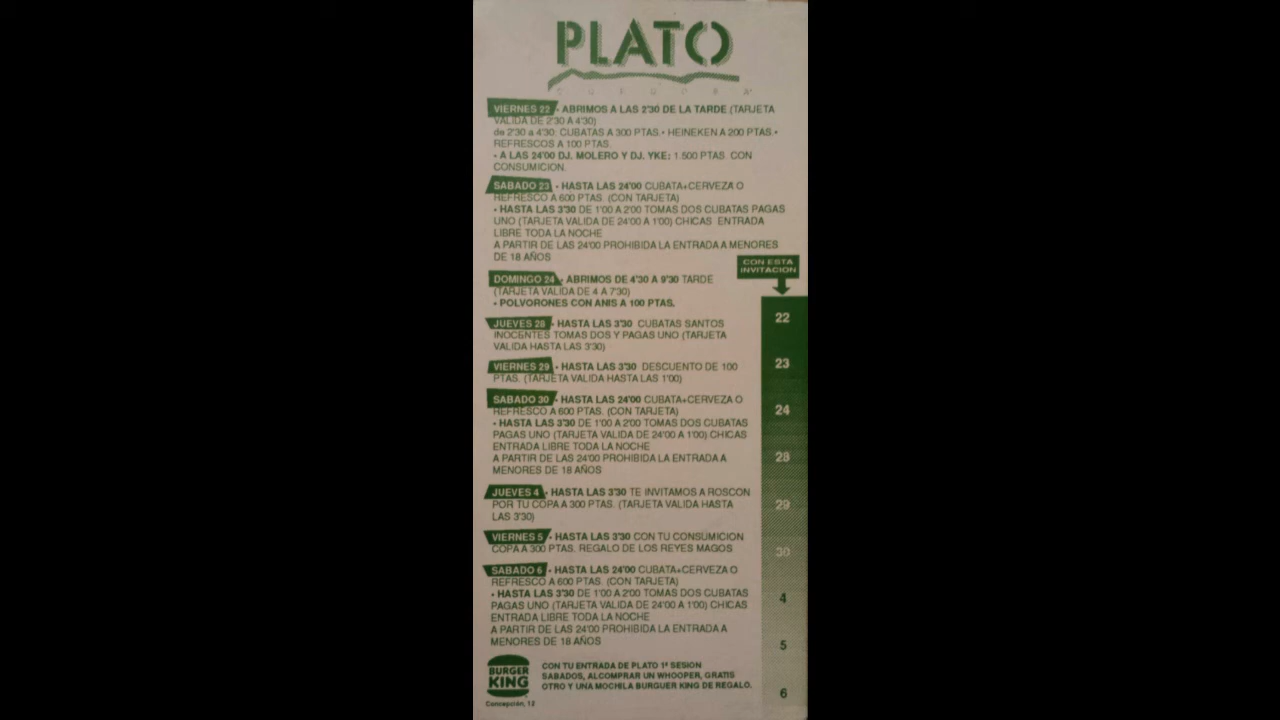 PLATO
VIERNES 22 • ABRIMOS A LAS 2'30 DE LA TARDE (TARJETA
VALIDA DE 2'30 A 4'30)
de 2'30 a 4'30: CUBATAS A 300 PTAS.• HEINEKEN A 200 PTAS.•
REFRESCOS A 100 PTAS.
• A LAS 24'00 DJ. MOLERO Y DJ. YKE: 1.500 PTAS. CON
CONSUMICION.
SABADO 23 • HASTA LAS 24'00 CUBATA+CERVEZA O
REFRESCO A 600 PTAS. (CON TARJETA)
• HASTA LAS 3'30 DE 1'00 A 2'00 TOMAS DOS CUBATAS PAGAS
UNO (TARJETA VALIDA DE 24'00 A 1'00) CHICAS ENTRADA
LIBRE TODA LA NOCHE
A PARTIR DE LAS 24'00 PROHIBIDA LA ENTRADA A MENORES
DE 18 AÑOS
CON ESTA
INVITACION
DOMINGO 24 • ABRIMOS DE 4'30 A 9'30 TARDE
(TARJETA VALIDA DE 4 A 7'30)
• POLVORONES CON ANIS A 100 PTAS.
JUEVES 28 • HASTA LAS 3'30 CUBATAS SANTOS
INOCENTES TOMAS DOS Y PAGAS UNO (TARJETA
VALIDA HASTA LAS 3'30)
VIERNES 29 • HASTA LAS 3'30 DESCUENTO DE 100
PTAS. (TARJETA VALIDA HASTA LAS 1'00)
SABADO 30 • HASTA LAS 24'00 CUBATA+CERVEZA O
REFRESCO A 600 PTAS. (CON TARJETA)
• HASTA LAS 3'30 DE 1'00 A 2'00 TOMAS DOS CUBATAS
PAGAS UNO (TARJETA VALIDA DE 24'00 A 1'00) CHICAS
ENTRADA LIBRE TODA LA NOCHE
A PARTIR DE LAS 24'00 PROHIBIDA LA ENTRADA A
MENORES DE 18 AÑOS
JUEVES 4 • HASTA LAS 3'30 TE INVITAMOS A ROSCON
POR TU COPA A 300 PTAS. (TARJETA VALIDA HASTA
LAS 3'30)
VIERNES 5 • HASTA LAS 3'30 CON TU CONSUMICION
COPA A 300 PTAS. REGALO DE LOS REYES MAGOS
SABADO 6 • HASTA LAS 24'00 CUBATA+CERVEZA O
REFRESCO A 600 PTAS. (CON TARJETA)
• HASTA LAS 3'30 DE 1'00 A 2'00 TOMAS DOS CUBATAS
PAGAS UNO (TARJETA VALIDA DE 24'00 A 1'00) CHICAS
ENTRADA LIBRE TODA LA NOCHE
A PARTIR DE LAS 24'00 PROHIBIDA LA ENTRADA A
MENORES DE 18 AÑOS
22
23
24
28
29
30
4
5
6
BURGER
KING
Concepción, 12
CON TU ENTRADA DE PLATO 1ª SESION
SABADOS, ALCOMPRAR UN WHOOPER, GRATIS
OTRO Y UNA MOCHILA BURGUER KING DE REGALO.